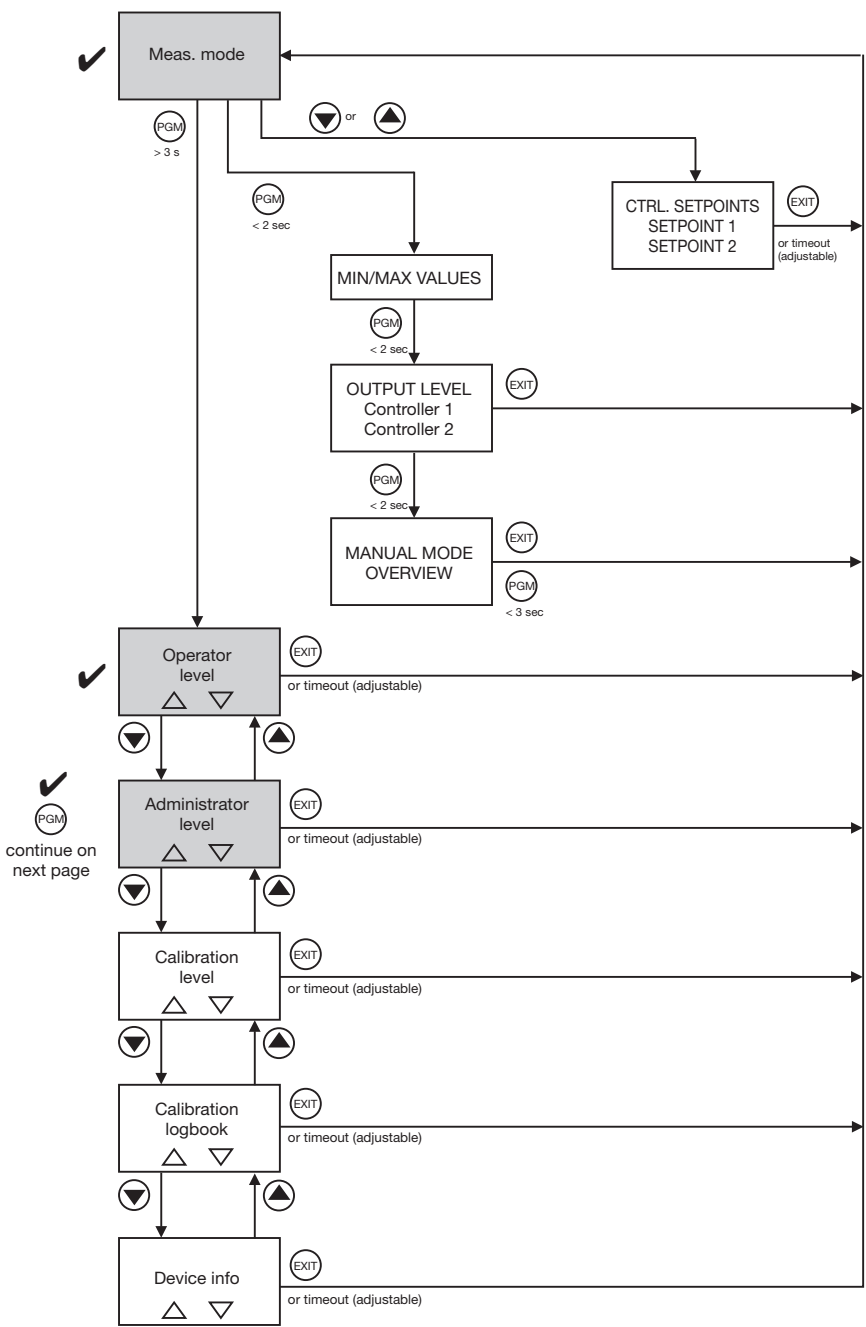 Meas. mode
PGM
> 3 s
or
PGM
< 2 sec
CTRL. SETPOINTS
SETPOINT 1
SETPOINT 2
EXIT
or timeout
(adjustable)
MIN/MAX VALUES
PGM
< 2 sec
OUTPUT LEVEL
Controller 1
Controller 2
EXIT
PGM
< 2 sec
MANUAL MODE
OVERVIEW
EXIT
PGM
< 3 sec
Operator
level
EXIT
or timeout (adjustable)
PGM
continue on
next page
Administrator
level
EXIT
or timeout (adjustable)
Calibration
level
EXIT
or timeout (adjustable)
Calibration
logbook
EXIT
or timeout (adjustable)
Device info
EXIT
or timeout (adjustable)